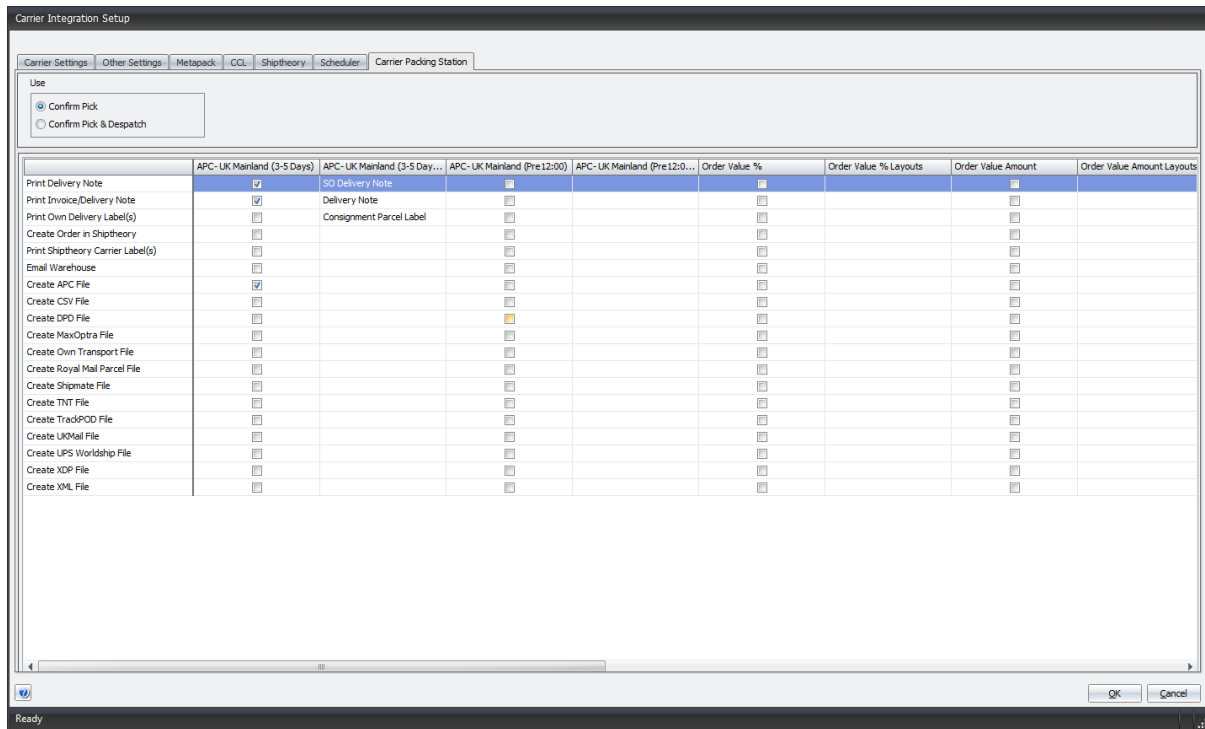 Carrier Integration Setup
Carrier Settings Other Settings Metapack CCL Shiptheory Scheduler Carrier Packing Station
Use
Confirm Pick
Confirm Pick & Despatch
APC- UK Mainland (3-5 Days) APC- UK Mainland (3-5 Day... APC- UK Mainland (Pre12:00) APC- UK Mainland (Pre12:0... Order Value % Order Value % Layouts Order Value Amount Order Value Amount Layouts
Print Delivery Note SO Delivery Note
Print Invoice/Delivery Note Delivery Note
Print Own Delivery Label(s) Consignment Parcel Label
Create Order in Shiptheory
Print Shiptheory Carrier Label(s)
Email Warehouse
Create APC File
Create CSV File
Create DPD File
Create MaxOptra File
Create Own Transport File
Create Royal Mail Parcel File
Create Shipmate File
Create TNT File
Create TrackPOD File
Create UKMail File
Create UPS Worldship File
Create XDP File
Create XML File
OK Cancel
Ready